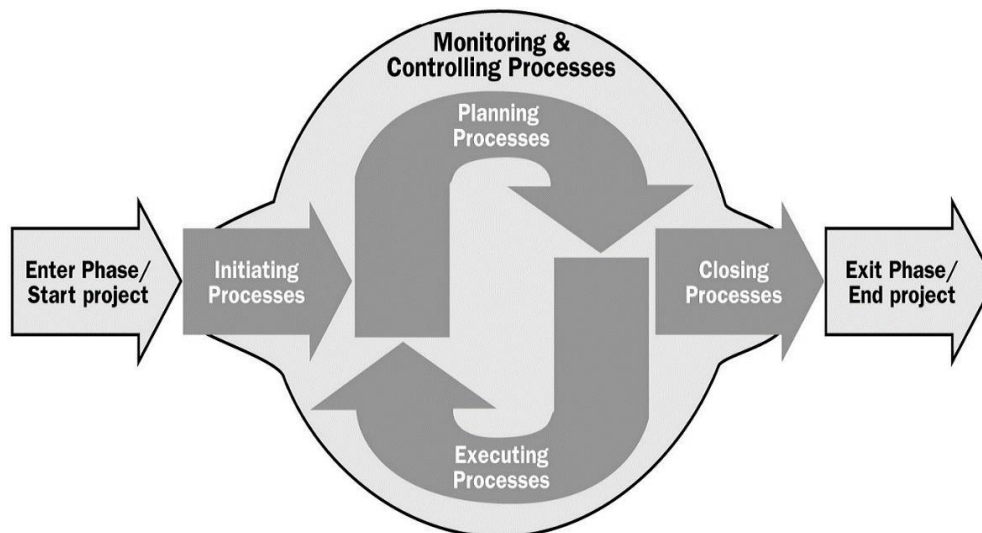 Monitoring &
Controlling Processes
Planning
Processes
Enter Phase/
Start project
Initiating
Processes
Closing
Processes
Exit Phase/
End project
Executing
Processes